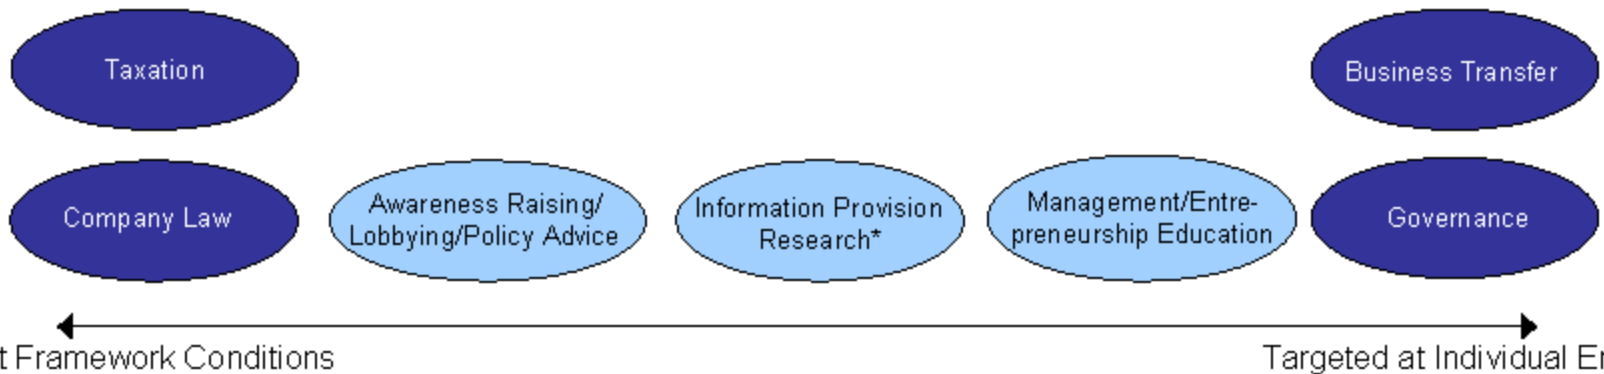 Taxation
Business Transfer
Company Law
Awareness Raising/
Lobbying/Policy Advice
Information Provision
Research*
Management/Entre-
preneurship Education
Governance
t Framework Conditions
Targeted at Individual